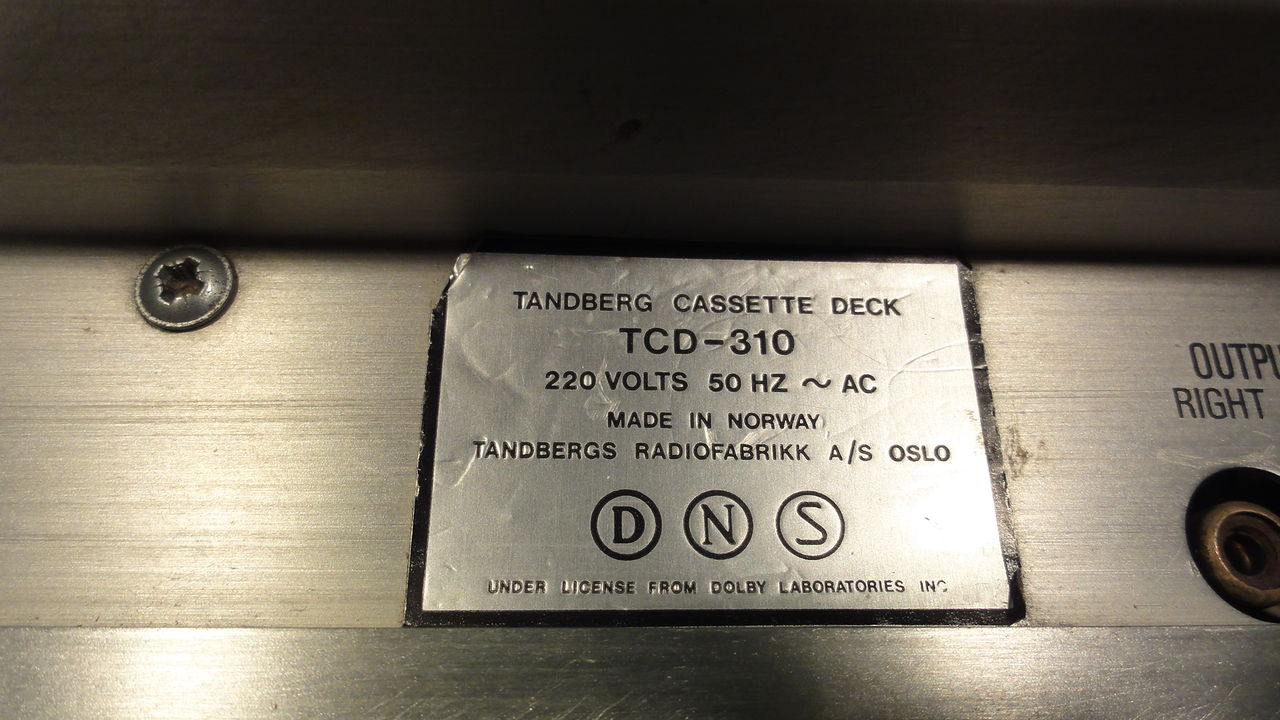 TANDBERG CASSETTE DECK
TCD-310
220 VOLTS 50 HZ ~ AC
MADE IN NORWAY
TANDBERGS RADIOFABRIKK A/S OSLO
D N S
UNDER LICENSE FROM DOLBY LABORATORIES INC
OUTPU
RIGHT